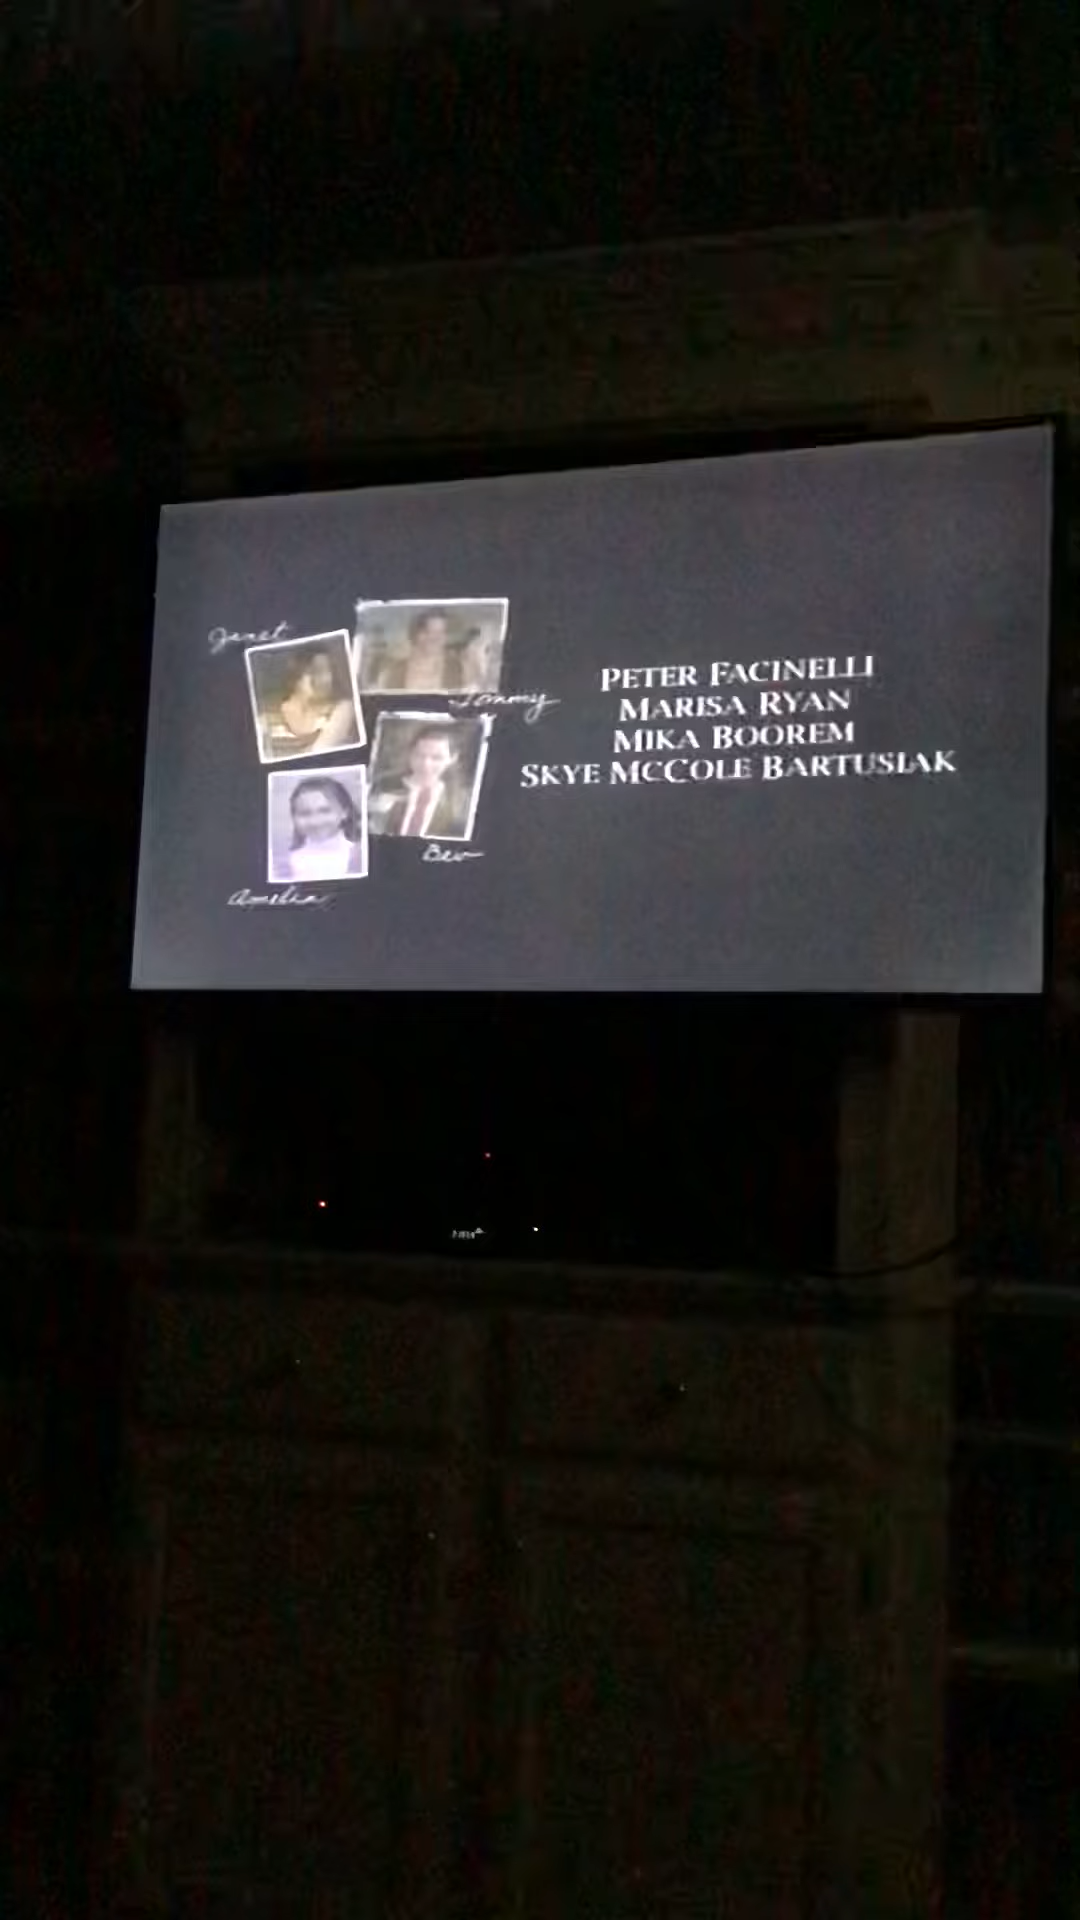 Janet
Tommy
Bev
Amelia
PETER FACINELLI
MARISA RYAN
MIKA BOOREM
SKYE MCCOLE BARTUSIAK